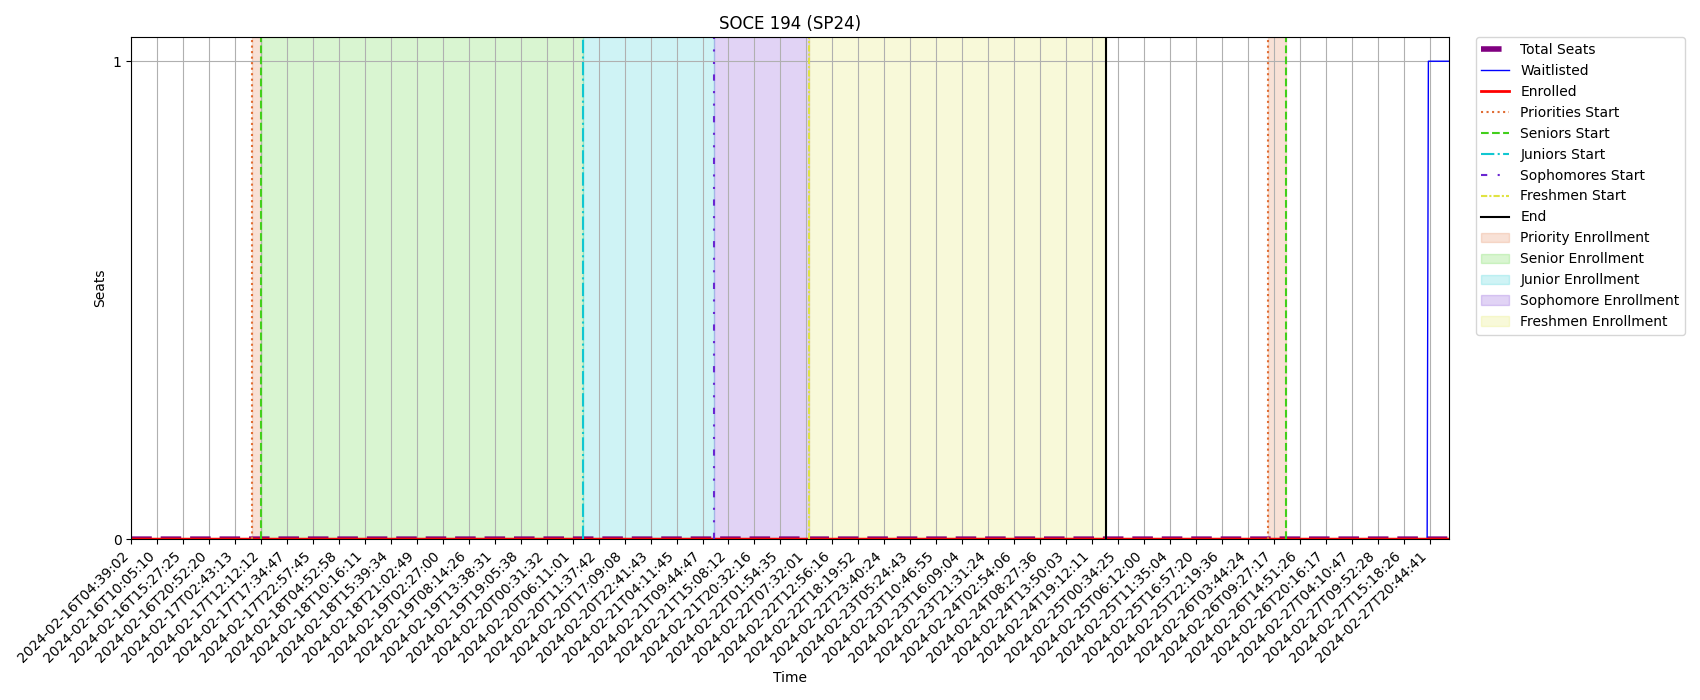 SOCE 194 (SP24)
1
0
Seats
Total Seats
Waitlisted
Enrolled
Priorities Start
Seniors Start
Juniors Start
Sophomores Start
Freshmen Start
End
Priority Enrollment
Senior Enrollment
Junior Enrollment
Sophomore Enrollment
Freshmen Enrollment
2024-02-16T04:39:02
2024-02-16T10:05:10
2024-02-16T15:27:25
2024-02-16T20:52:20
2024-02-17T02:43:13
2024-02-17T12:12:12
2024-02-17T17:34:47
2024-02-17T22:57:45
2024-02-18T04:52:58
2024-02-18T10:16:11
2024-02-18T15:39:34
2024-02-18T21:02:49
2024-02-19T02:27:00
2024-02-19T08:14:26
2024-02-19T13:38:31
2024-02-19T19:05:38
2024-02-20T00:31:32
2024-02-20T06:11:01
2024-02-20T11:37:42
2024-02-20T17:09:08
2024-02-20T22:41:43
2024-02-21T04:11:45
2024-02-21T09:44:47
2024-02-21T15:08:12
2024-02-21T20:32:16
2024-02-22T01:54:35
2024-02-22T07:32:01
2024-02-22T12:56:16
2024-02-22T18:19:52
2024-02-22T23:40:24
2024-02-23T05:24:43
2024-02-23T10:46:55
2024-02-23T16:09:04
2024-02-23T21:31:24
2024-02-24T02:54:06
2024-02-24T08:27:36
2024-02-24T13:50:03
2024-02-24T19:12:11
2024-02-25T00:34:25
2024-02-25T06:12:00
2024-02-25T11:35:04
2024-02-25T16:57:20
2024-02-25T22:19:36
2024-02-26T03:44:24
2024-02-26T09:27:17
2024-02-26T14:51:26
2024-02-26T20:16:17
2024-02-27T04:10:47
2024-02-27T09:52:28
2024-02-27T15:18:26
2024-02-27T20:44:41
Time